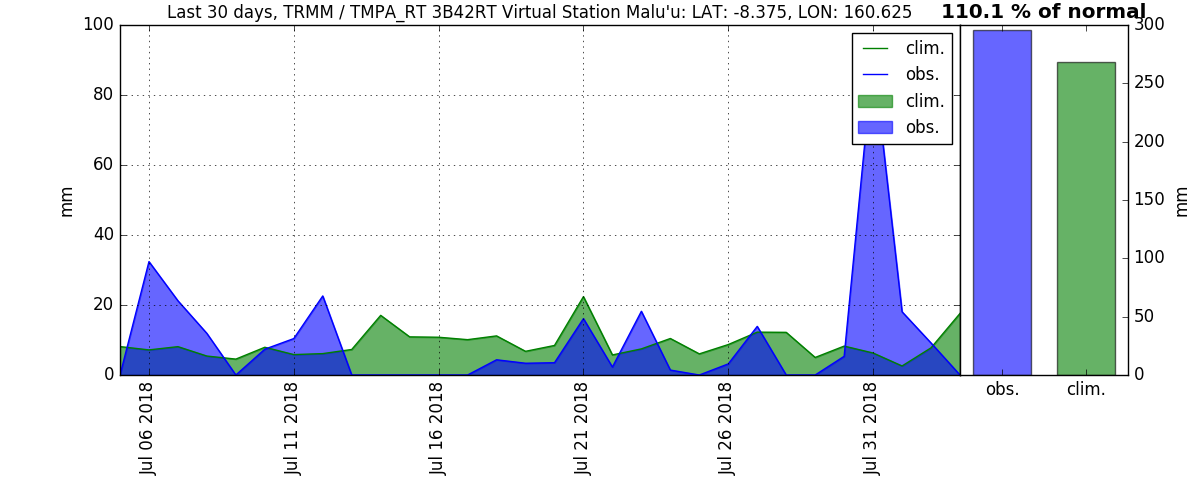 Last 30 days, TRMM / TMPA_RT 3B42RT Virtual Station Malu'u: LAT: -8.375, LON: 160.625
110.1 % of normal
100
80
60
40
20
0
mm
clim.
obs.
clim.
obs.
Jul 06 2018
Jul 11 2018
Jul 16 2018
Jul 21 2018
Jul 26 2018
Jul 31 2018
300
250
200
150
100
50
0
mm
obs.
clim.